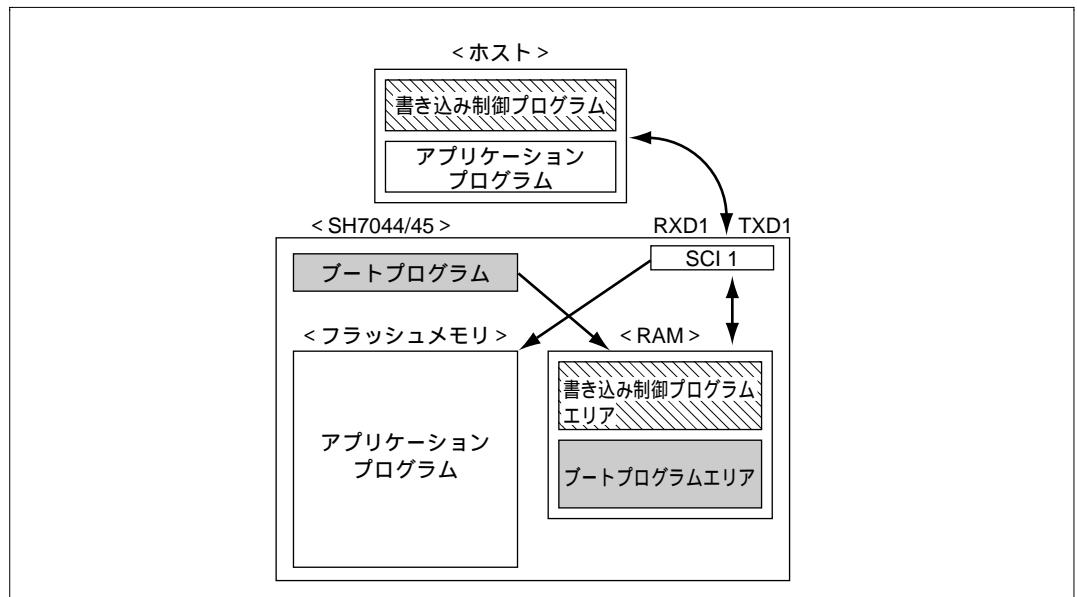 <ホスト>
書き込み制御プログラム
アプリケーション
プログラム
<SH7044/45>
RXD1 TXD1
SCI 1
ブートプログラム
<フラッシュメモリ>
<RAM>
書き込み制御プログラム
エリア
アプリケーション
プログラム
ブートプログラムエリア